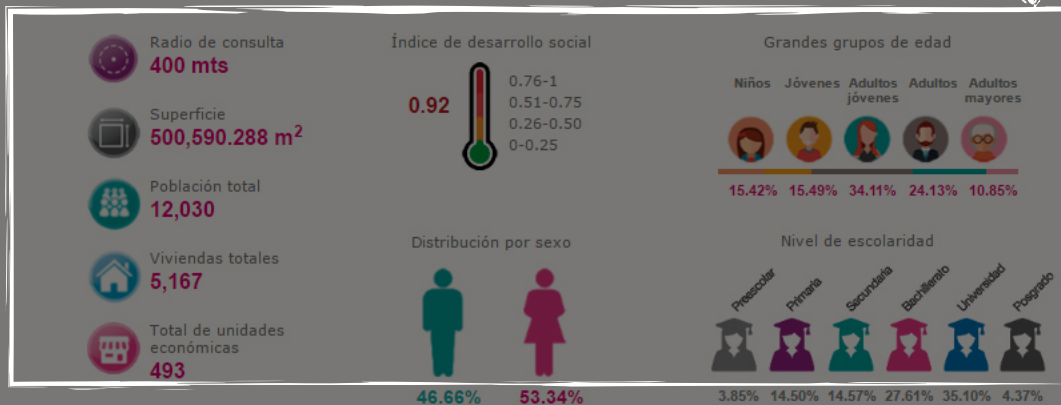 Radio de consulta
400 mts
Superficie
500,590.288 m²
Población total
12,030
Viviendas totales
5,167
Total de unidades
económicas
493
Índice de desarrollo social
0.92
0.76-1
0.51-0.75
0.26-0.50
0-0.25
Distribución por sexo
46.66% 53.34%
Grandes grupos de edad
Niños Jóvenes Adultos jóvenes Adultos Adultos mayores
15.42% 15.49% 34.11% 24.13% 10.85%
Nivel de escolaridad
Preescolar Primaria Secundaria Bachillerato Universidad Posgrado
3.85% 14.50% 14.57% 27.61% 35.10% 4.37%